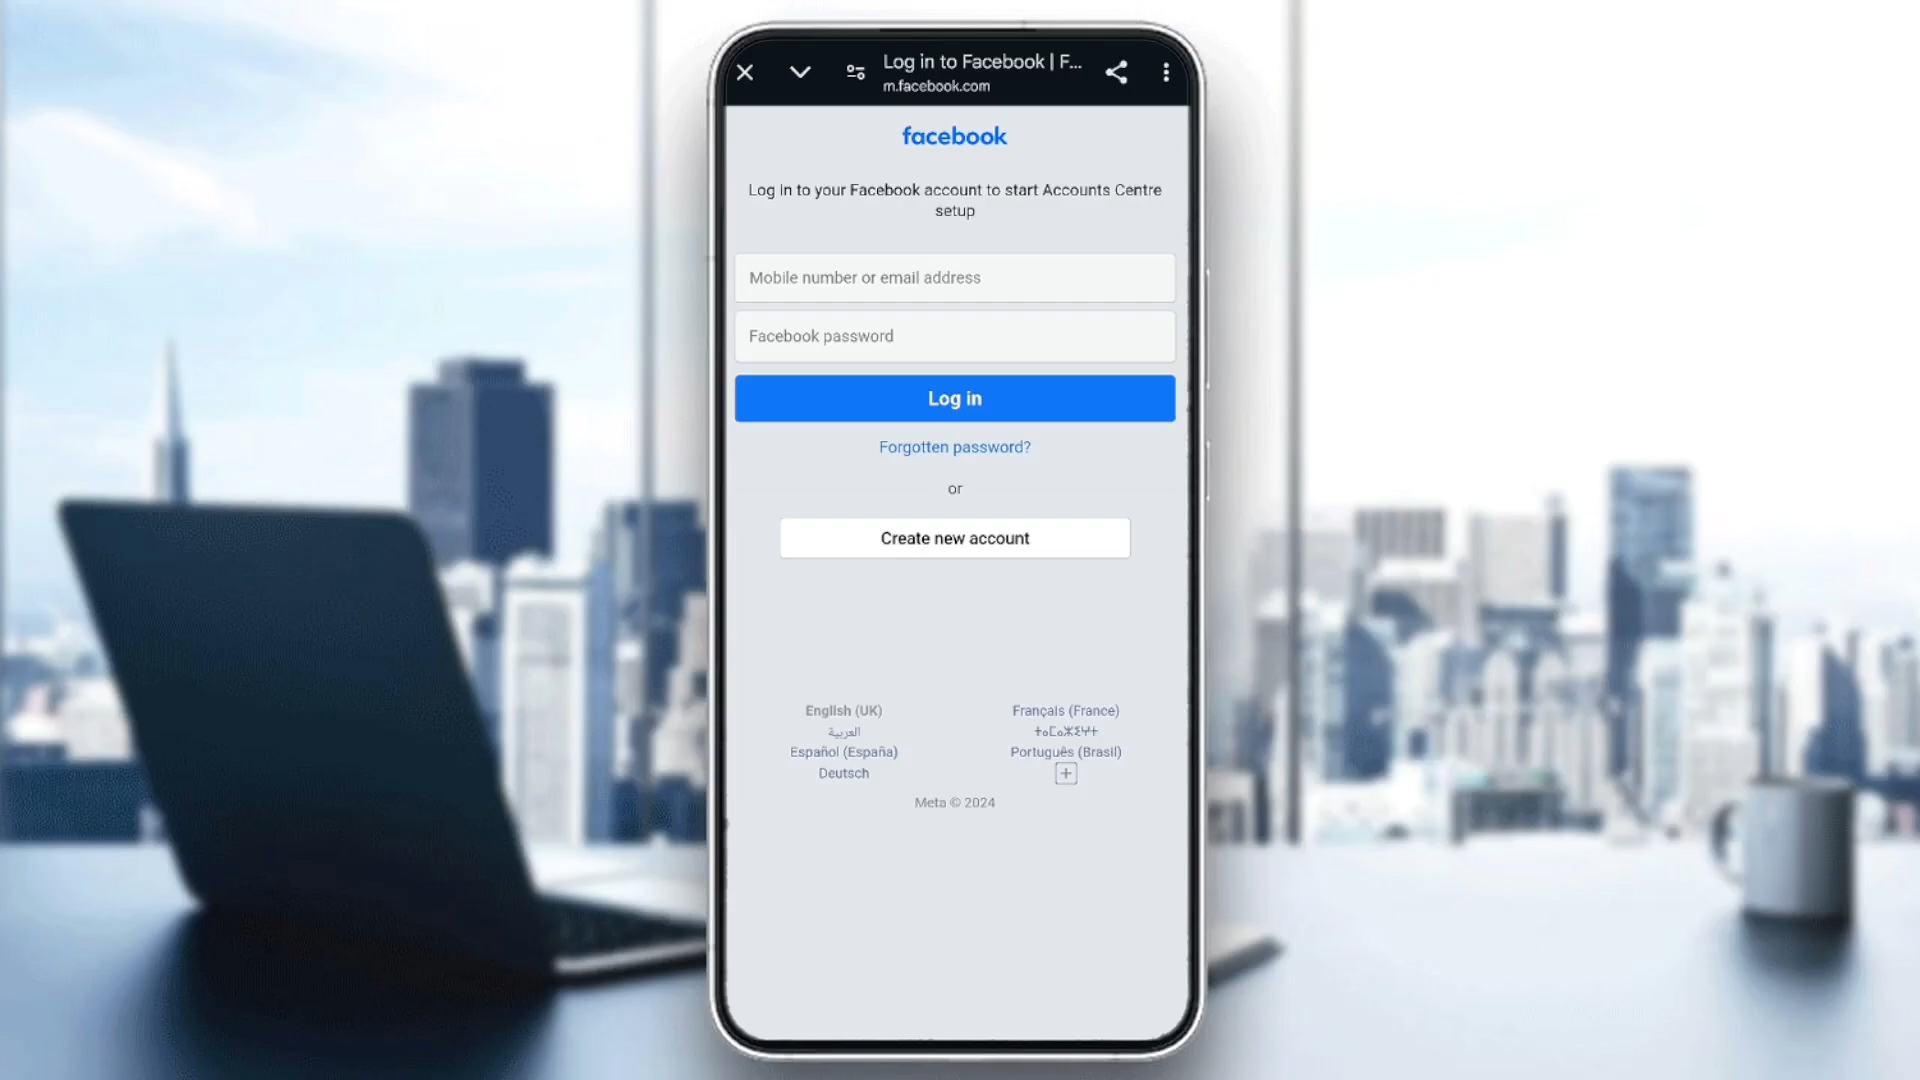 Log in to Facebook | F...
m.facebook.com
facebook
Log in to your Facebook account to start Accounts Centre
setup
Mobile number or email address
Facebook password
Log in
Forgotten password?
or
Create new account
English (UK)
Français (France)
العربية
ⵜⴰⵎⴰⵣⵉⵖⵜ
Español (España)
Português (Brasil)
Deutsch
Meta © 2024